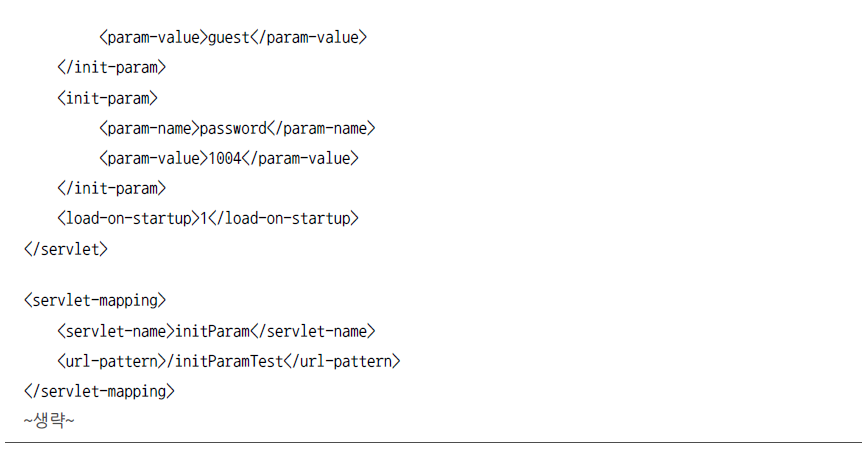 <param-value>guest</param-value>
</init-param>
<init-param>
<param-name>password</param-name>
<param-value>1004</param-value>
</init-param>
<load-on-startup>1</load-on-startup>
</servlet>
<servlet-mapping>
<servlet-name>initParam</servlet-name>
<url-pattern>/initParamTest</url-pattern>
</servlet-mapping>
~생략~